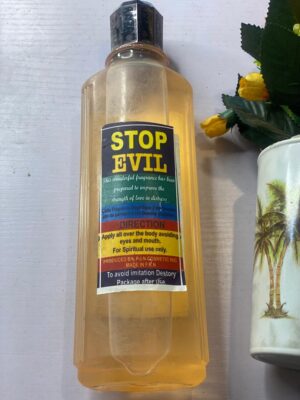 STOP
EVIL
This wonderful fragrance has been
prepared to improve the
strength of love in distress
DIRECTION
Apply all over the body avoiding
eyes and mouth.
For Spiritual use only.
MADE IN P.R.N
To avoid imitation Destory
Package after Use